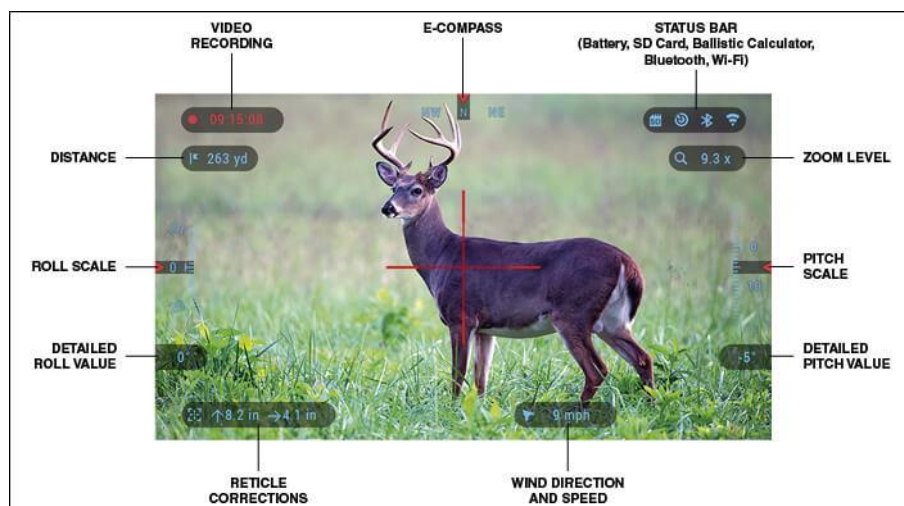 VIDEO
RECORDING
E-COMPASS
STATUS BAR
(Battery, SD Card, Ballistic Calculator,
Bluetooth, Wi-Fi)
NW N NE
09:15:08
DISTANCE
263 yd
9.3 x
ZOOM LEVEL
ROLL SCALE
0
0
10
PITCH
SCALE
DETAILED
ROLL VALUE
0°
-5°
DETAILED
PITCH VALUE
8.2 in 4.1 in
9 mph
RETICLE
CORRECTIONS
WIND DIRECTION
AND SPEED